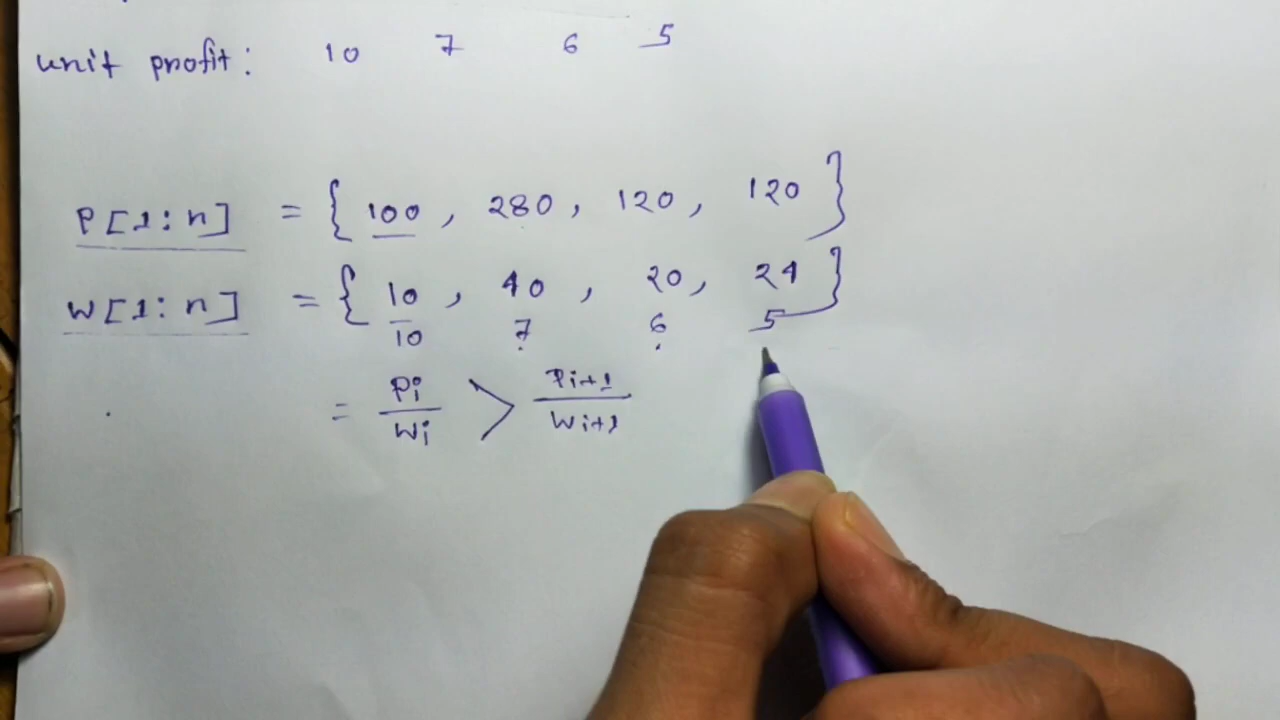 unit profit: 10 7 6 5
P[1:n] = { 100, 280, 120, 120 }
W[1:n] = { 10, 40, 20, 24 }
10 7 6 5
= Pi/Wi > Pi+1/Wi+1